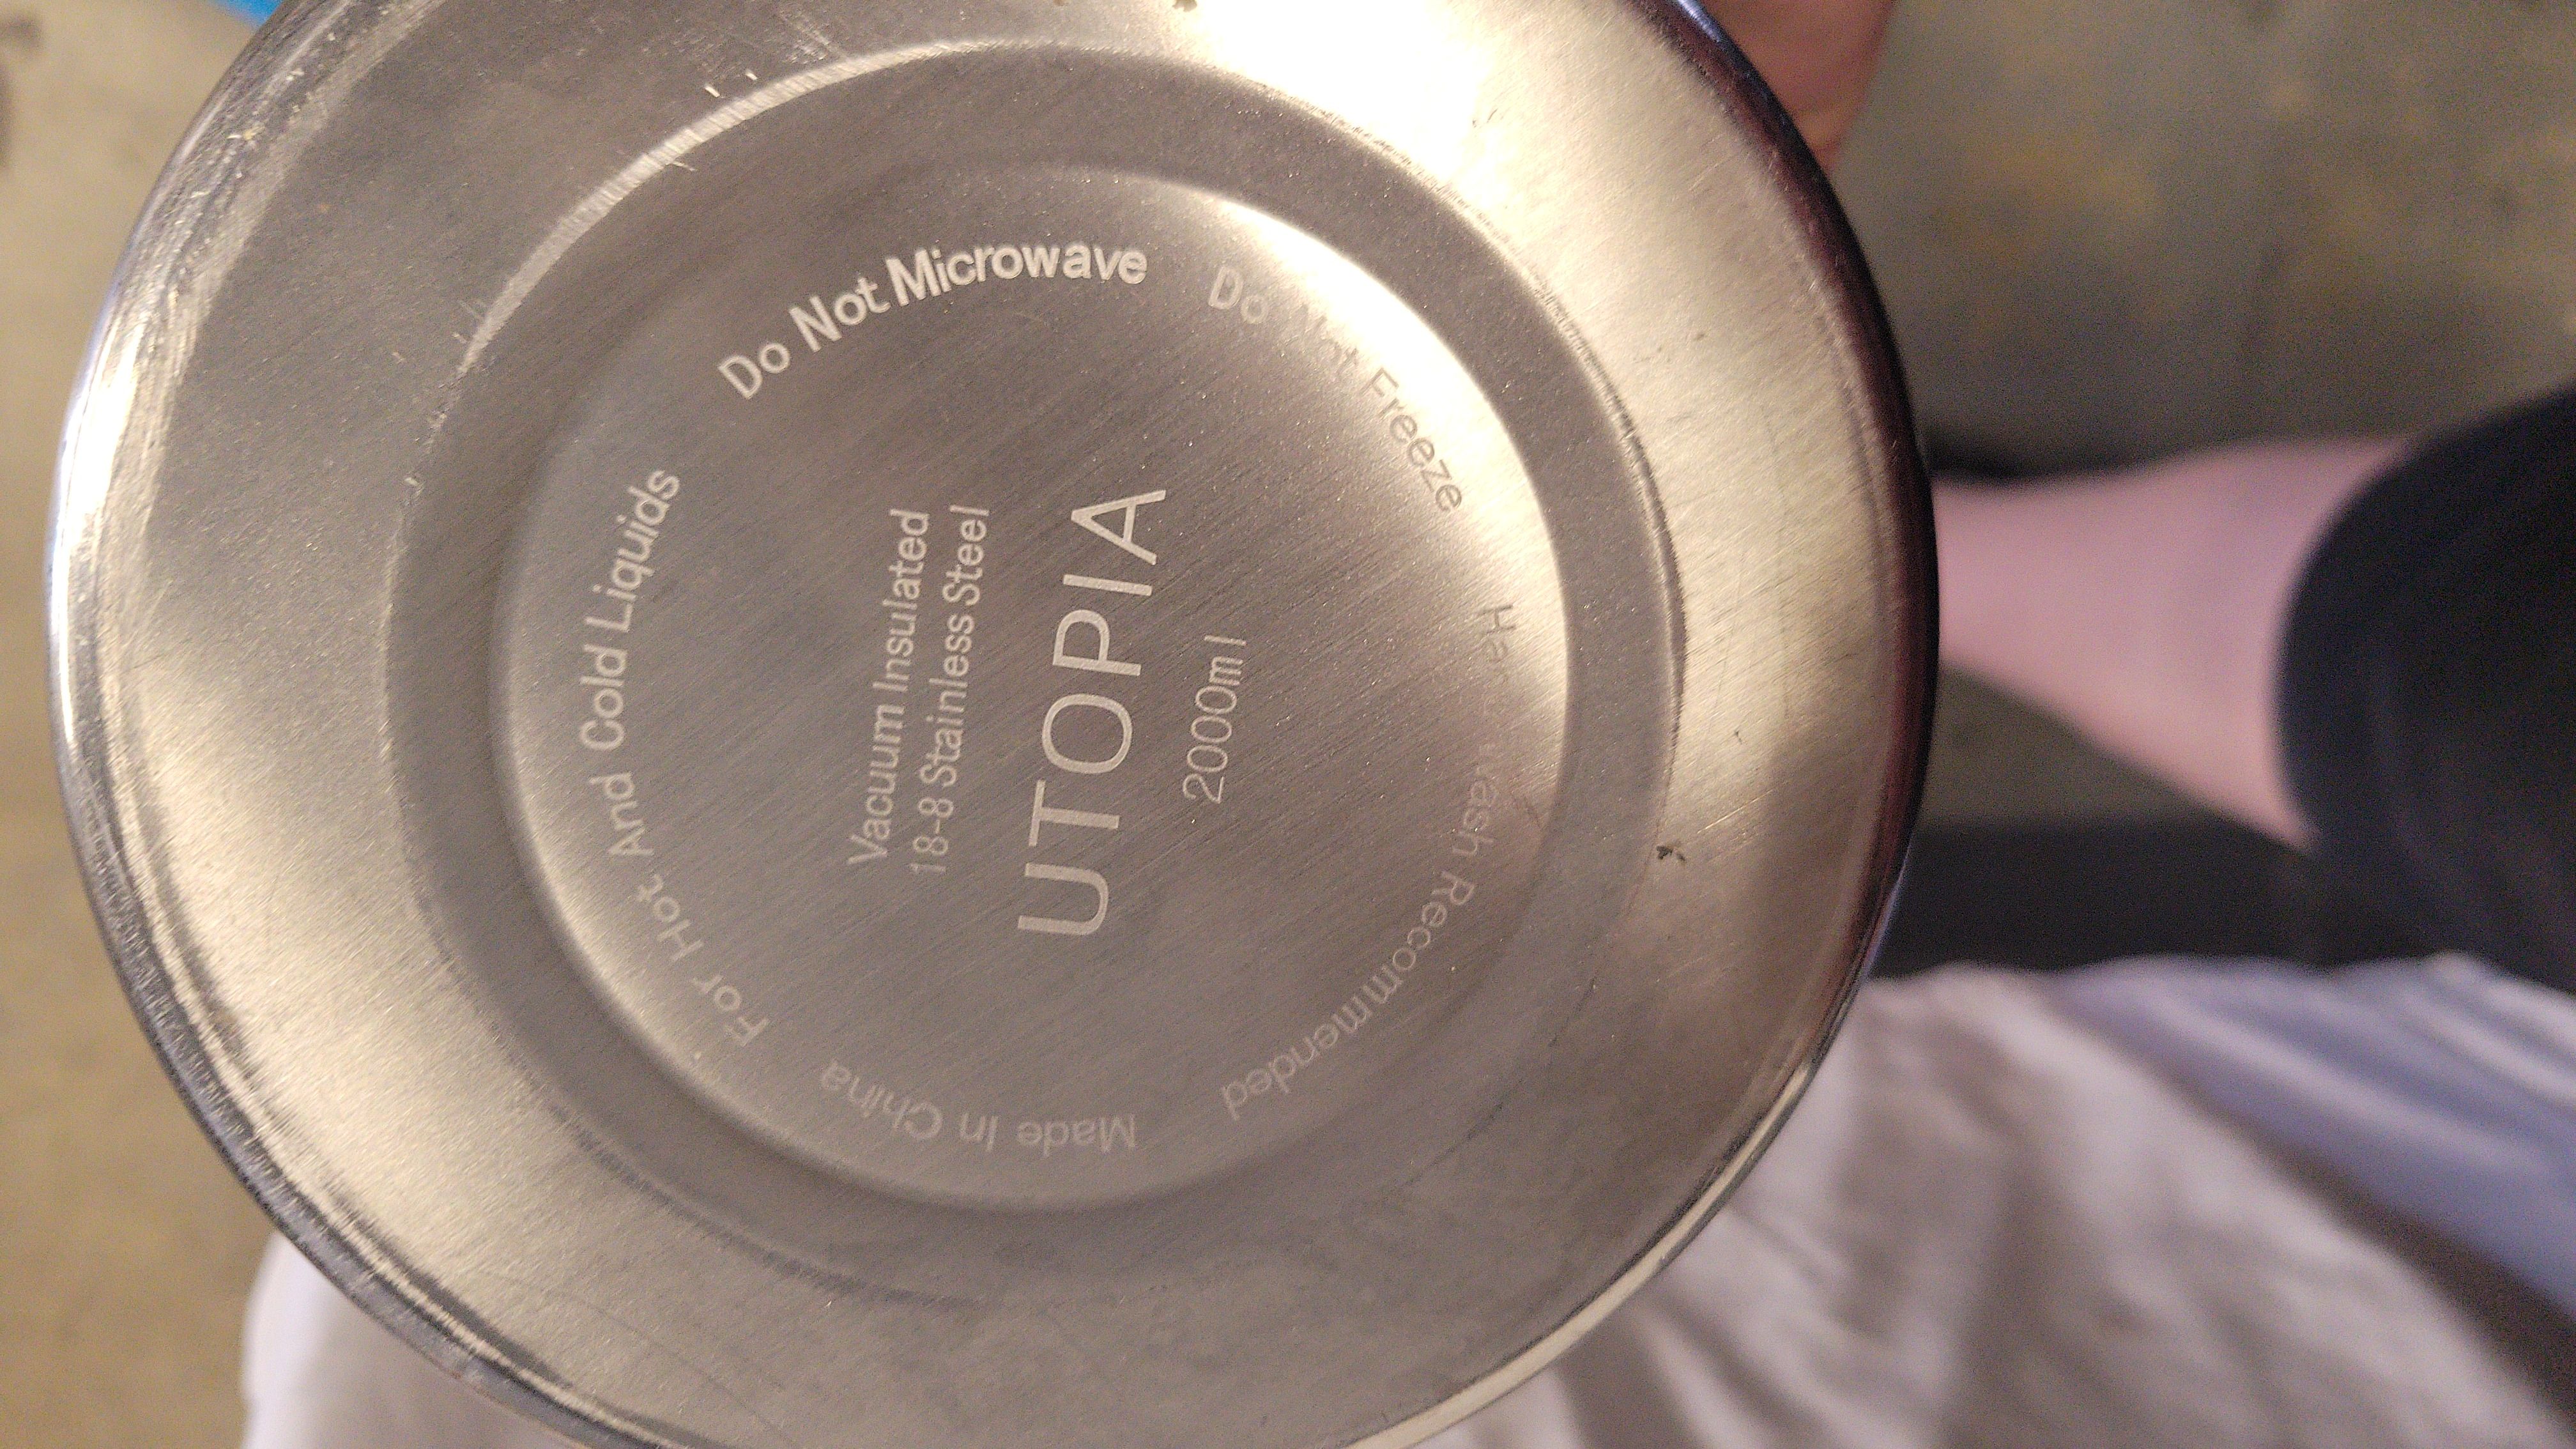 Vacuum Insulated
18-8 Stainless Steel
UTOPIA
2000ml
For Hot And Cold Liquids
Do Not Microwave
Do Not Freeze
Recommended
Made In China